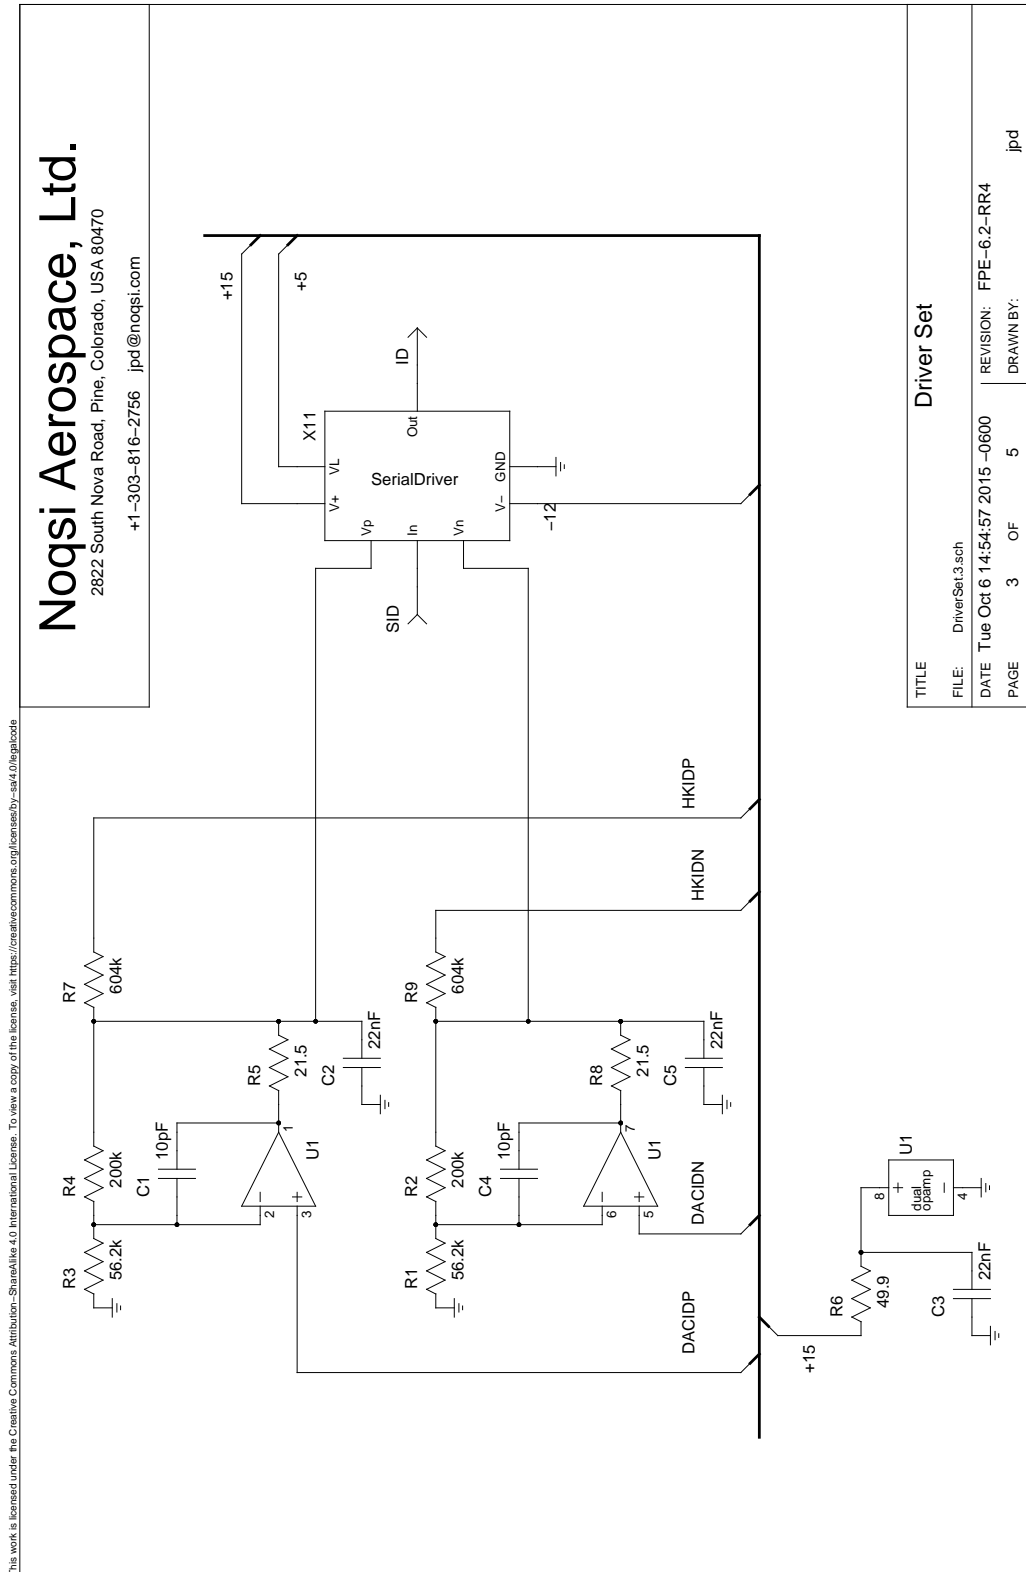 This work is licensed under the Creative Commons Attribution−ShareAlike 4.0 International License. To view a copy of the license, visit https://creativecommons.org/licenses/by−sa/4.0/legalcode
Noqsi Aerospace, Ltd.
2822 South Nova Road, Pine, Colorado, USA 80470
+1−303−816−2756 jpd@noqsi.com
R3
56.2k
R4
200k
C1
10pF
R7
604k
2
3
−
+
1
U1
R5
21.5
C2
22nF
R1
56.2k
R2
200k
C4
10pF
R9
604k
6
5
−
+
7
U1
R8
21.5
C5
22nF
DACIDP
DACIDN
HKIDN
HKIDP
+15
+5
X11
SerialDriver
V+
VL
Vp
In
Vn
Out
V−
GND
SID
ID
−12
+15
R6
49.9
C3
22nF
8
+
dual
opamp
−
4
U1
TITLE
Driver Set
FILE: DriverSet.3.sch
REVISION: FPE−6.2−RR4
DATE Tue Oct 6 14:54:57 2015 −0600
PAGE 3 OF 5
DRAWN BY: jpd